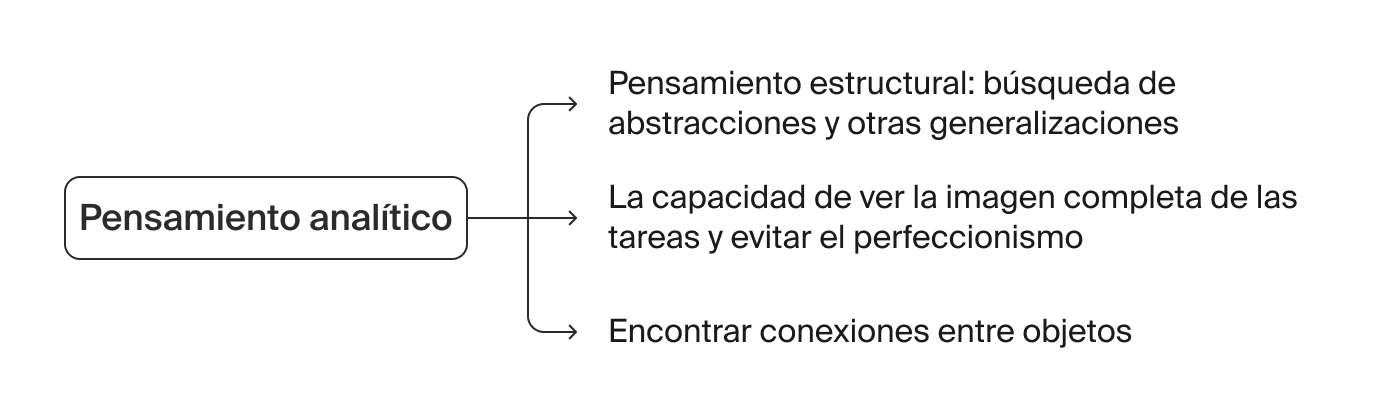 Pensamiento analítico
Pensamiento estructural: búsqueda de
abstracciones y otras generalizaciones
La capacidad de ver la imagen completa de las
tareas y evitar el perfeccionismo
Encontrar conexiones entre objetos